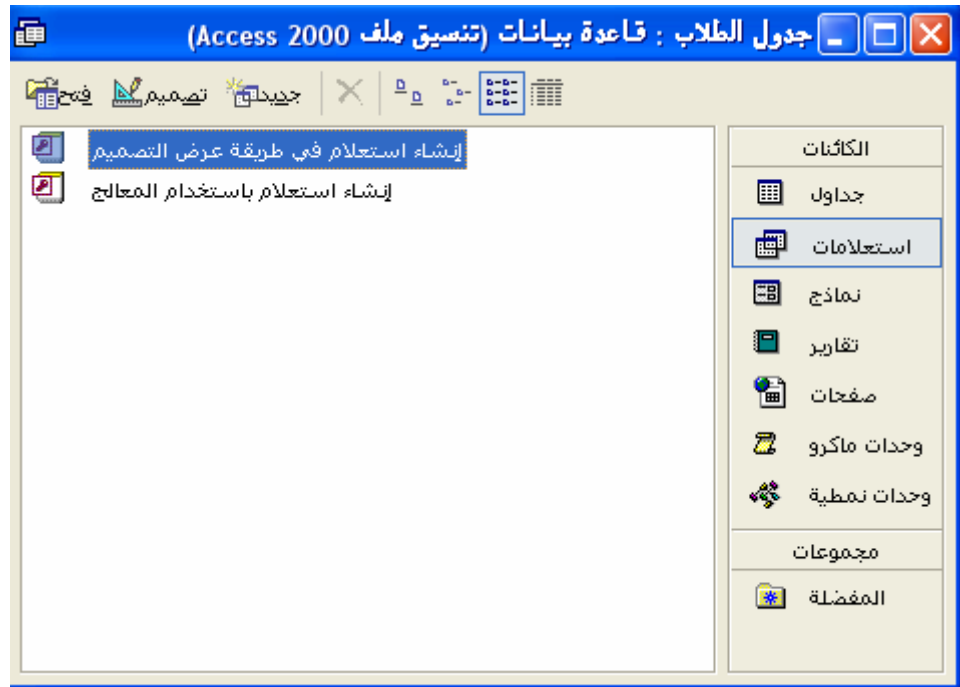 جدول الطلاب : قاعدة بيانات (تنسيق ملف Access 2000)
فتح تصميم جديد
الكائنات
جداول
استعلامات
نماذج
تقارير
صفحات
وحدات ماكرو
وحدات نمطية
مجموعات
المفضلة
إنشاء استعلام في طريقة عرض التصميم
إنشاء استعلام باستخدام المعالج